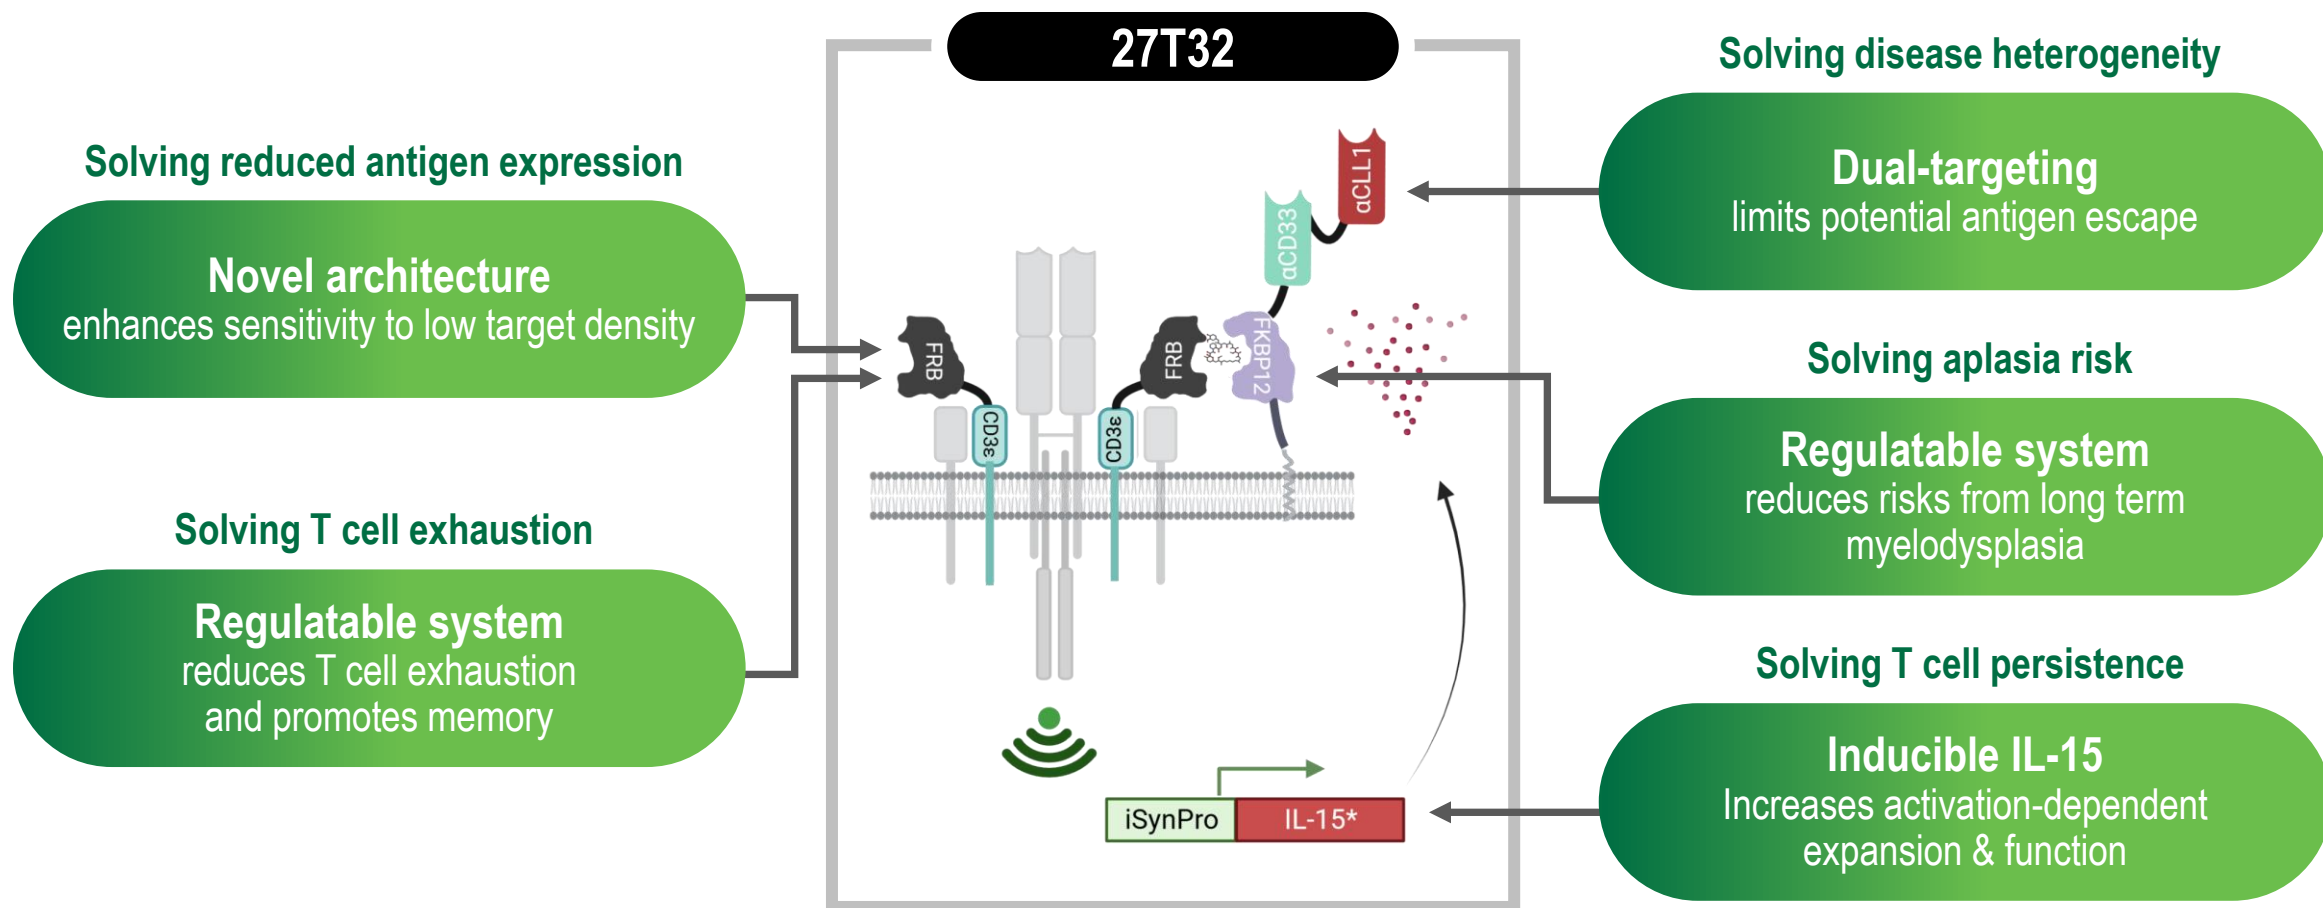 27T32
Solving reduced antigen expression
Novel architecture
enhances sensitivity to low target density
Solving T cell exhaustion
Regulatable system
reduces T cell exhaustion
and promotes memory
FRB
CD3ε
CD3ε
FRB
FKBP12
αCD33
αCLL1
iSynPro
IL-15*
Solving disease heterogeneity
Dual-targeting
limits potential antigen escape
Solving aplasia risk
Regulatable system
reduces risks from long term
myelodysplasia
Solving T cell persistence
Inducible IL-15
Increases activation-dependent
expansion & function